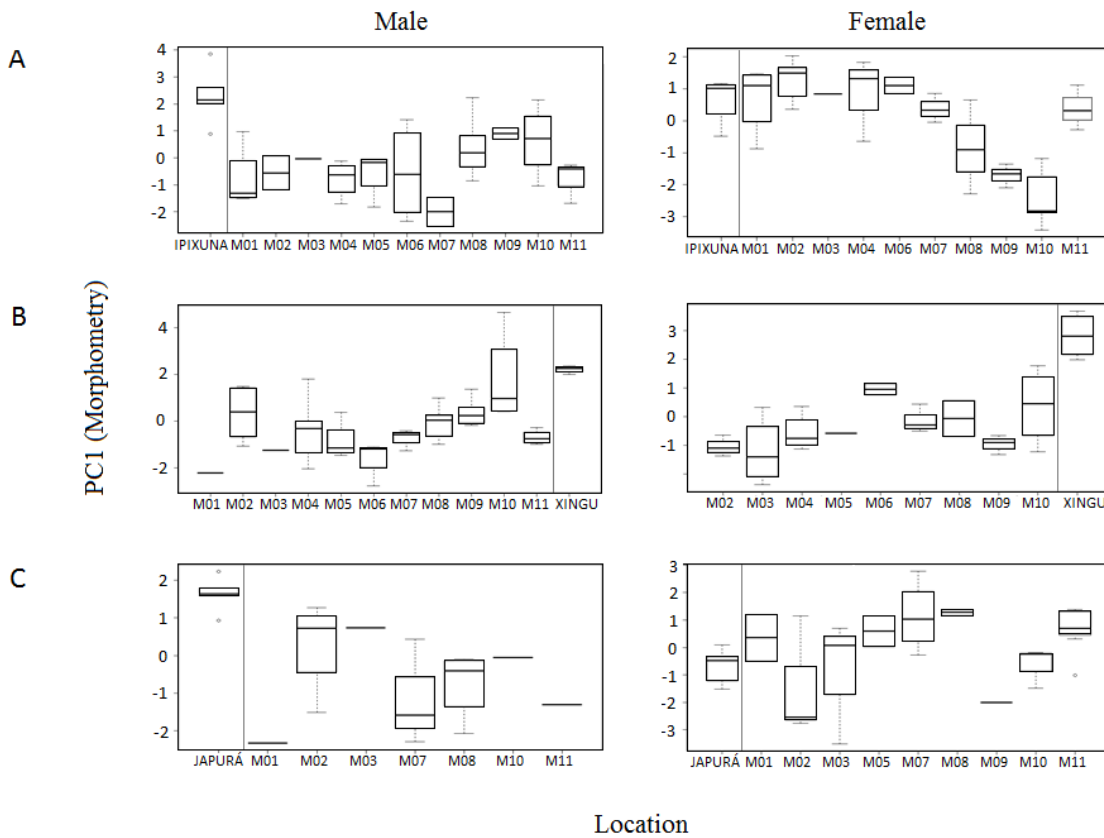 Male Female
A
4
3
2
1
0
-1
-2
IPIXUNA M01 M02 M03 M04 M05 M06 M07 M08 M09 M10 M11
2
1
0
-1
-2
-3
IPIXUNA M01 M02 M03 M04 M06 M07 M08 M09 M10 M11
PC1 (Morphometry)
B
4
2
0
-2
M01 M02 M03 M04 M05 M06 M07 M08 M09 M10 M11 XINGU
3
2
1
0
-1
M02 M03 M04 M05 M06 M07 M08 M09 M10 XINGU
C
2
1
0
-1
-2
JAPURÁ M01 M02 M03 M07 M08 M10 M11
3
2
1
0
-1
-2
-3
JAPURÁ M01 M02 M03 M05 M07 M08 M09 M10 M11
Location